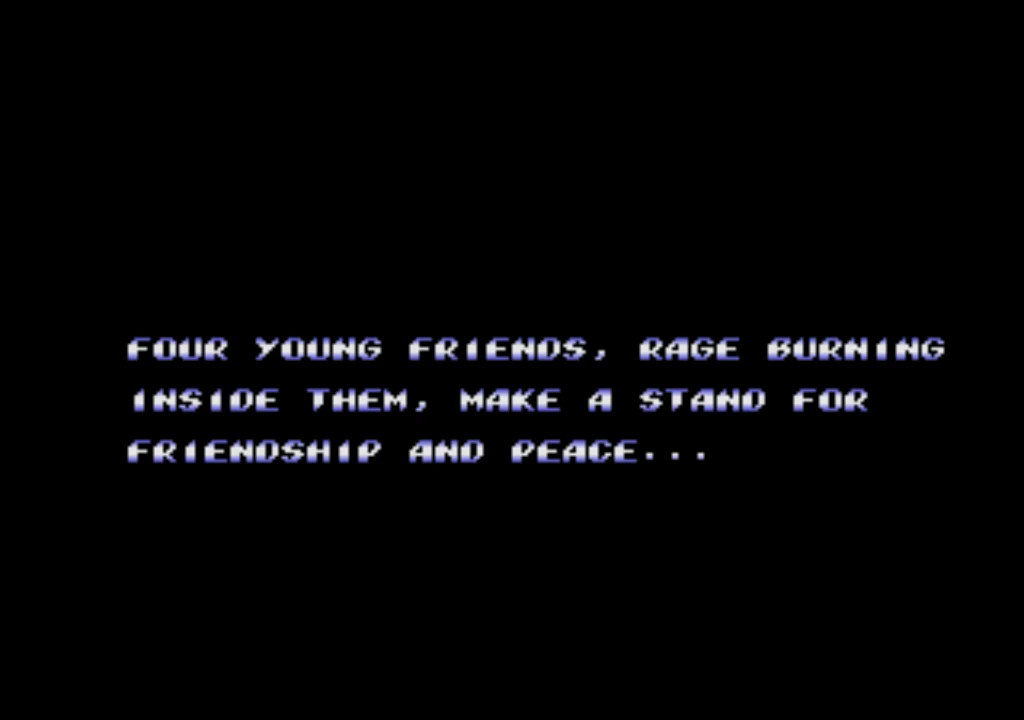 FOUR YOUNG FRIENDS, RAGE BURNING
INSIDE THEM, MAKE A STAND FOR
FRIENDSHIP AND PEACE...